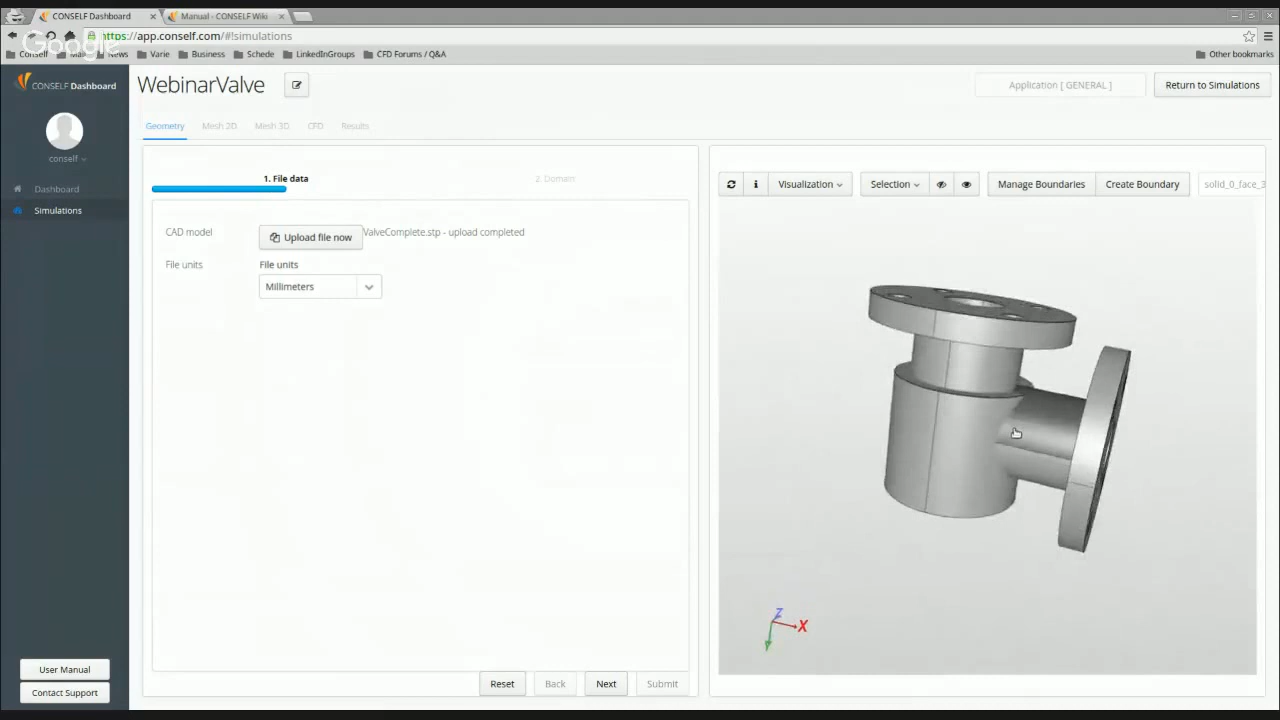 CONSELF Dashboard
Manual - CONSELF Wiki
https://app.conself.com/#!simulations
Google
Conself
News
Varie
Business
Schede
LinkedInGroups
CFD Forums / Q&A
Other bookmarks
CONSELF Dashboard
WebinarValve
Application [ GENERAL ]
Return to Simulations
conself
Geometry
Mesh 2D
Mesh 3D
CFD
Results
Dashboard
Simulations
1. File data
2. Domain
Visualization
Selection
Manage Boundaries
Create Boundary
solid_0_face_3
CAD model
Upload file now
ValveComplete.stp - upload completed
File units
File units
Millimeters
Z
X
User Manual
Contact Support
Reset
Back
Next
Submit